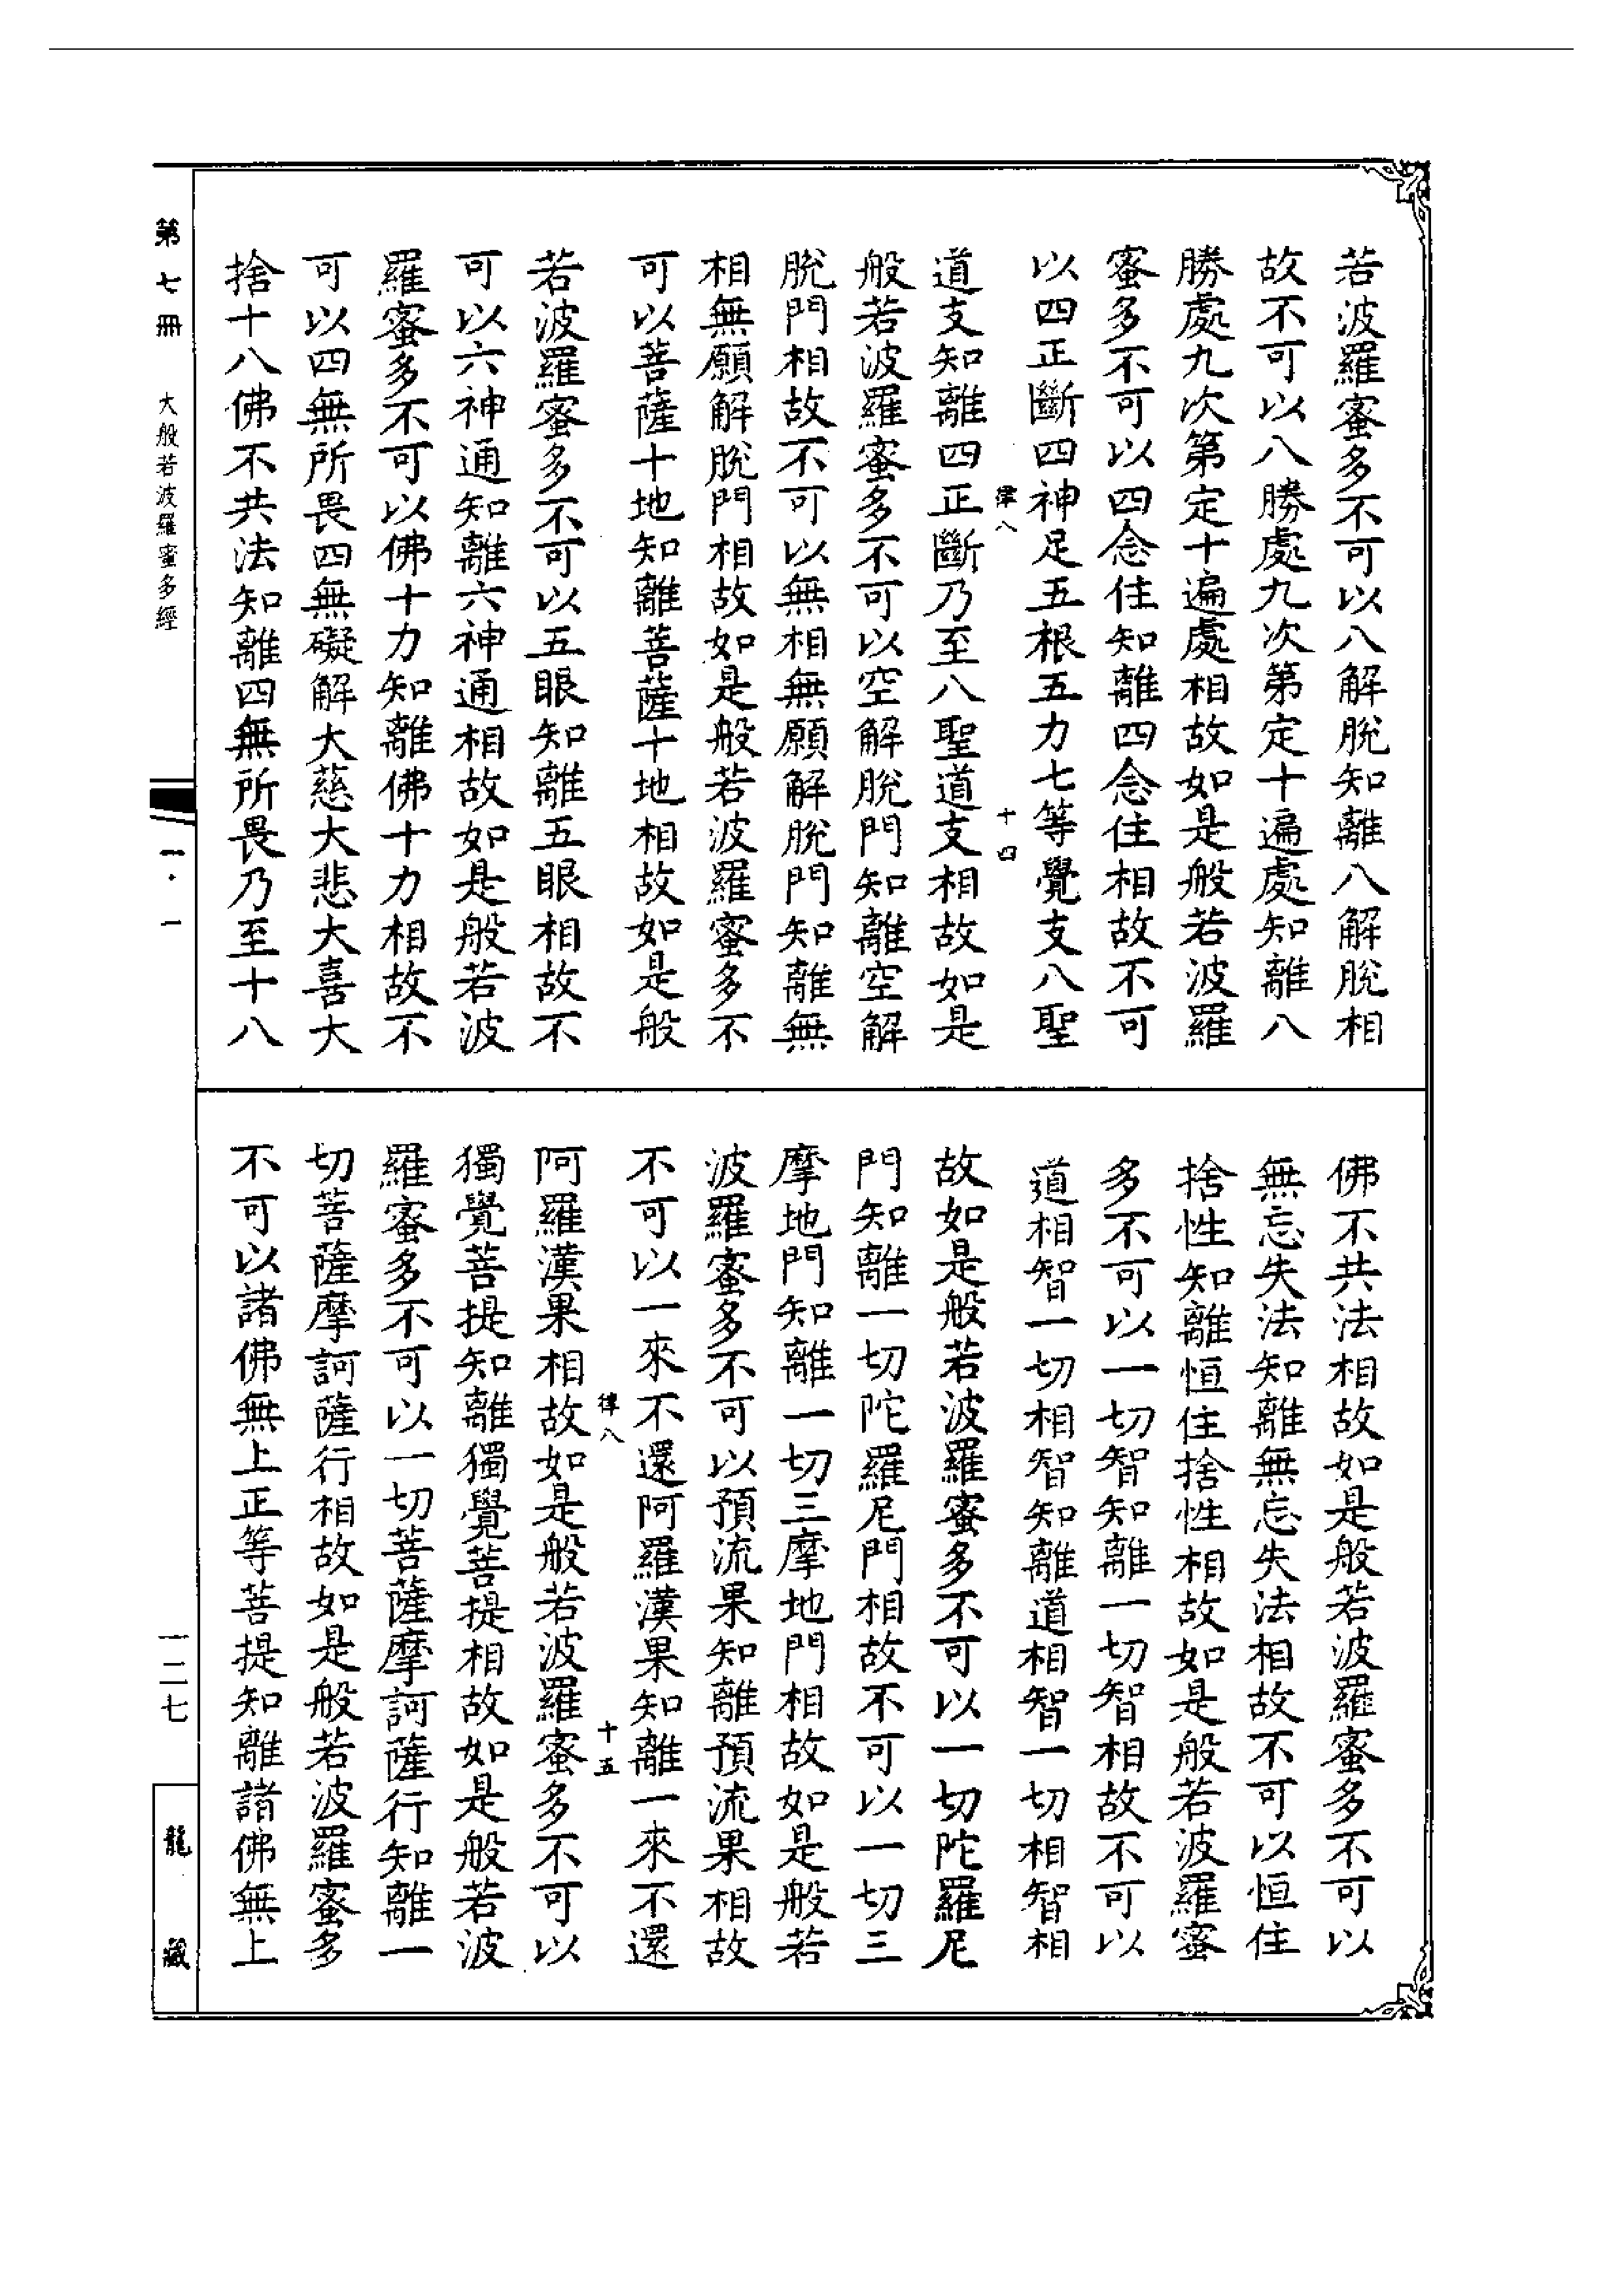 若波羅蜜多不可以八解脫知離八解脫相
故不可以八勝處九次第定十遍處知離八
勝處九次第定十遍處相故如是般若波羅
蜜多不可以四念住知離四念住相故不可
以四正斷四神足五根五力七等覺支八聖
律八
十四
道支知離四正斷乃至八聖道支相故如是
般若波羅蜜多不可以空解脫門知離空解
脫門相故不可以無相無願解脫門知離無
相無願解脫門相故如是般若波羅蜜多不
可以菩薩十地知離菩薩十地相故如是般
若波羅蜜多不可以五眼知離五眼相故不
可以六神通知離六神通相故如是般若波
羅蜜多不可以佛十力知離佛十力相故不
可以四無所畏四無礙解大慈大悲大喜大
捨十八佛不共法知離四無所畏乃至十八
佛不共法相故如是般若波羅蜜多不可以
無忘失法知離無忘失法相故不可以恒住
捨性知離恒住捨性相故如是般若波羅蜜
多不可以一切智知離一切智相故不可以
道相智一切相智知離道相智一切相智相
故如是般若波羅蜜多不可以一切陀羅尼
門知離一切陀羅尼門相故不可以一切三
摩地門知離一切三摩地門相故如是般若
波羅蜜多不可以預流果知離預流果相故
不可以一來不還阿羅漢果知離一來不還
律八
十五
阿羅漢果相故如是般若波羅蜜多不可以
獨覺菩提知離獨覺菩提相故如是般若波
羅蜜多不可以一切菩薩摩訶薩行知離一
切菩薩摩訶薩行相故如是般若波羅蜜多
不可以諸佛無上正等菩提知離諸佛無上
第七冊
大般若波羅蜜多經
一·一
一二七
龍藏